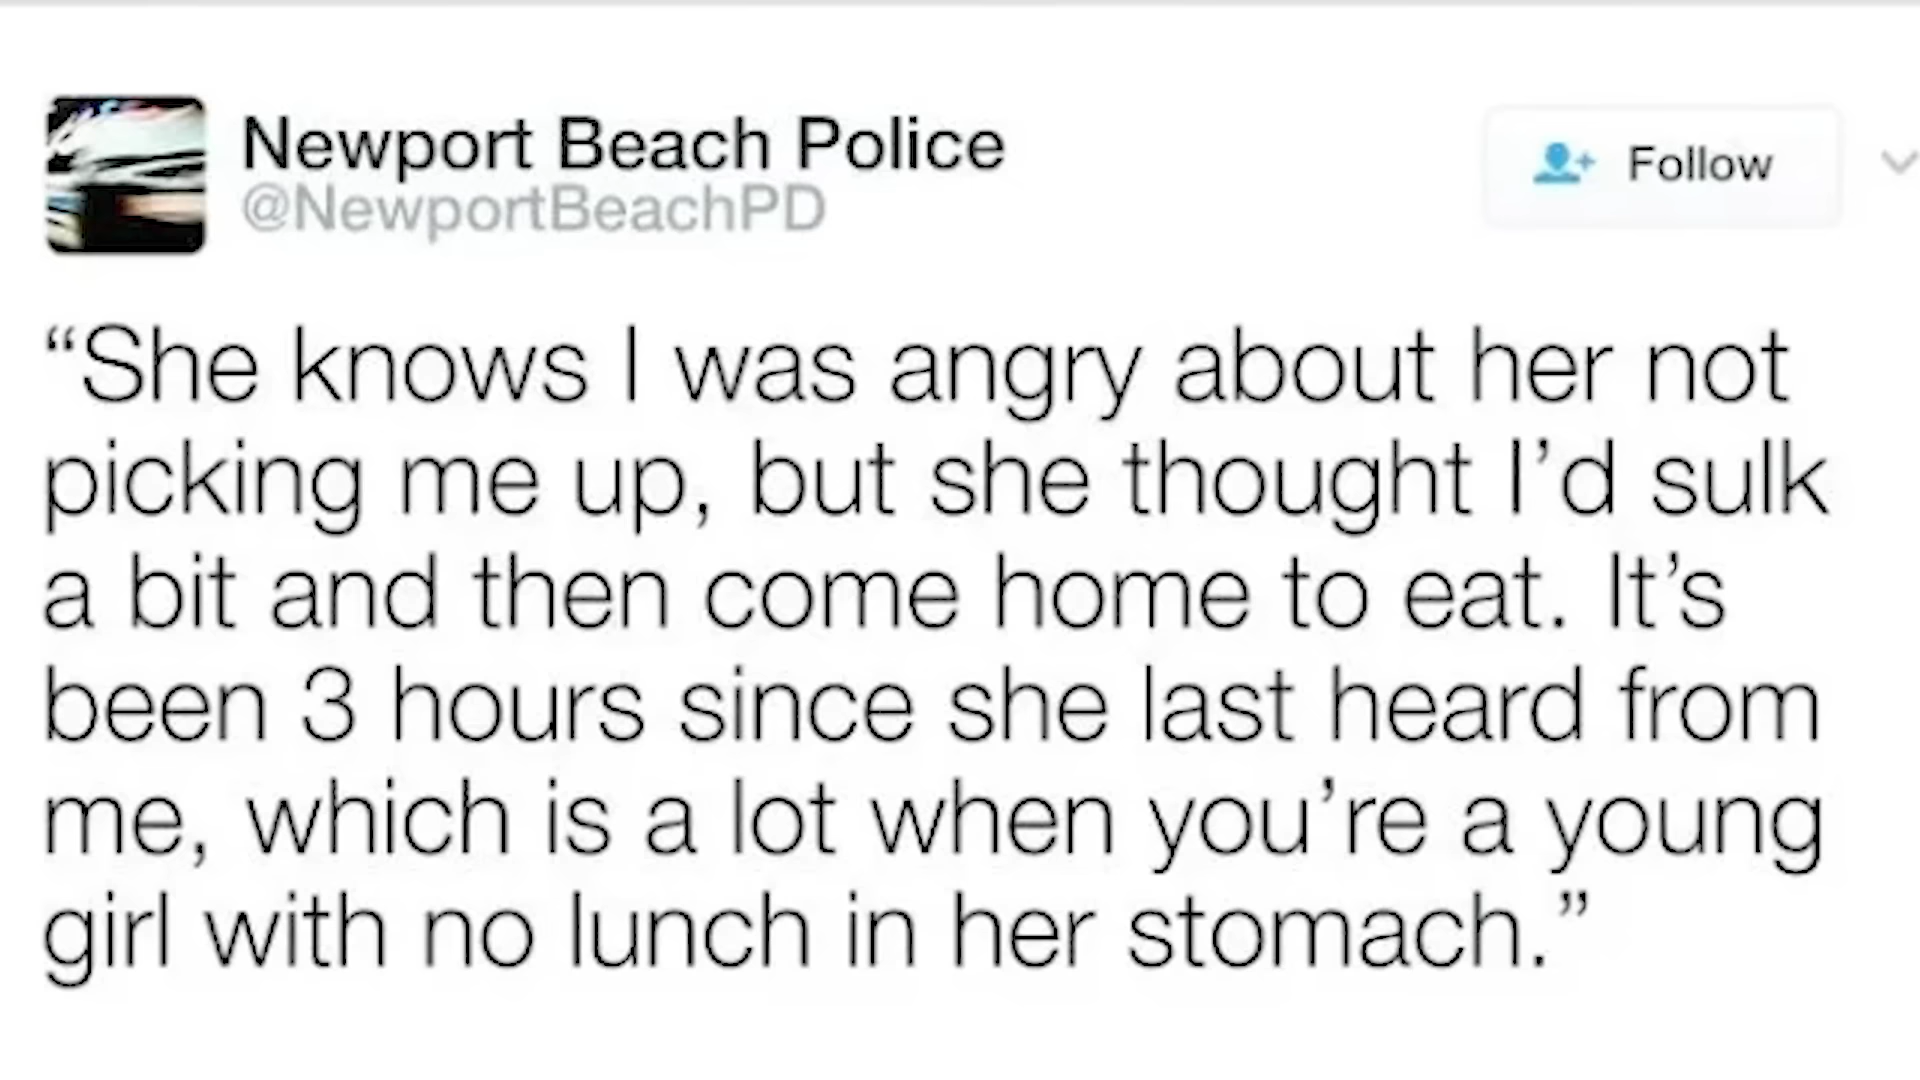 Newport Beach Police
@NewportBeachPD
Follow
“She knows I was angry about her not
picking me up, but she thought I’d sulk
a bit and then come home to eat. It’s
been 3 hours since she last heard from
me, which is a lot when you’re a young
girl with no lunch in her stomach.”